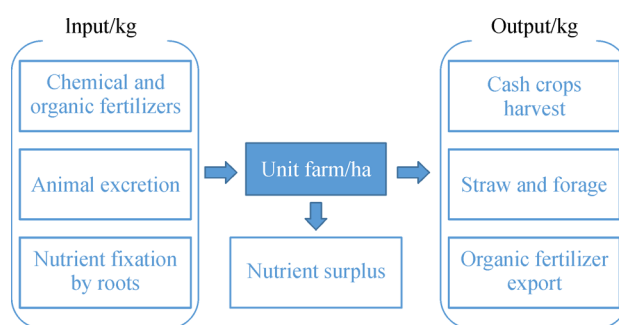 Input/kg
Chemical and
organic fertilizers
Animal excretion
Nutrient fixation
by roots
Unit farm/ha
Nutrient surplus
Output/kg
Cash crops
harvest
Straw and forage
Organic fertilizer
export